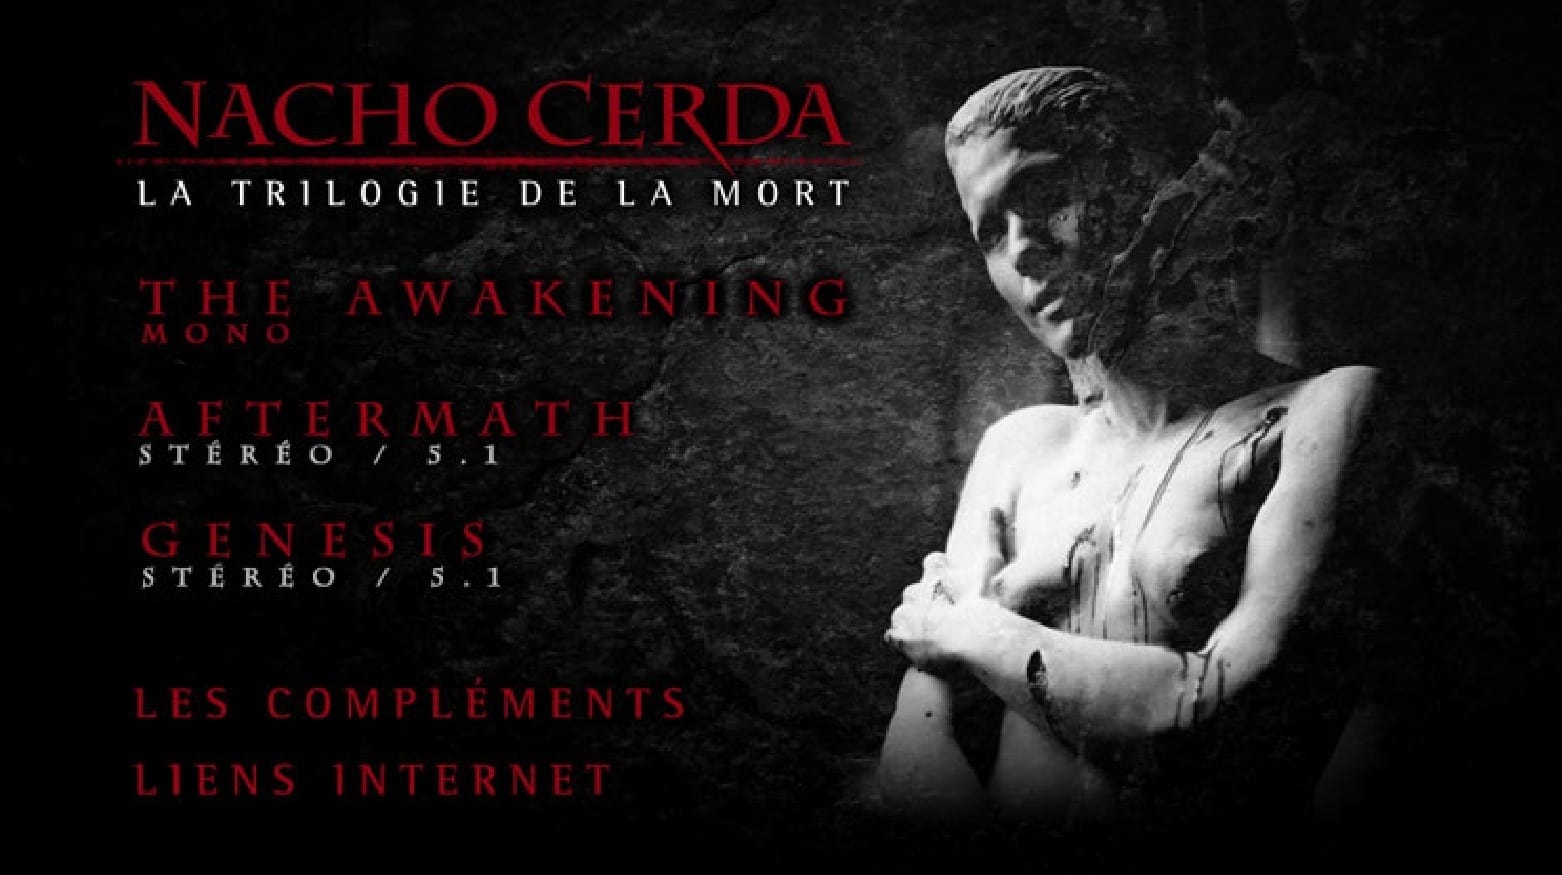 NACHO CERDA
LA TRILOGIE DE LA MORT
THE AWAKENING
MONO
AFTERMATH
STÉRÉO / 5.1
GENESIS
STÉRÉO / 5.1
LES COMPLÉMENTS
LIENS INTERNET